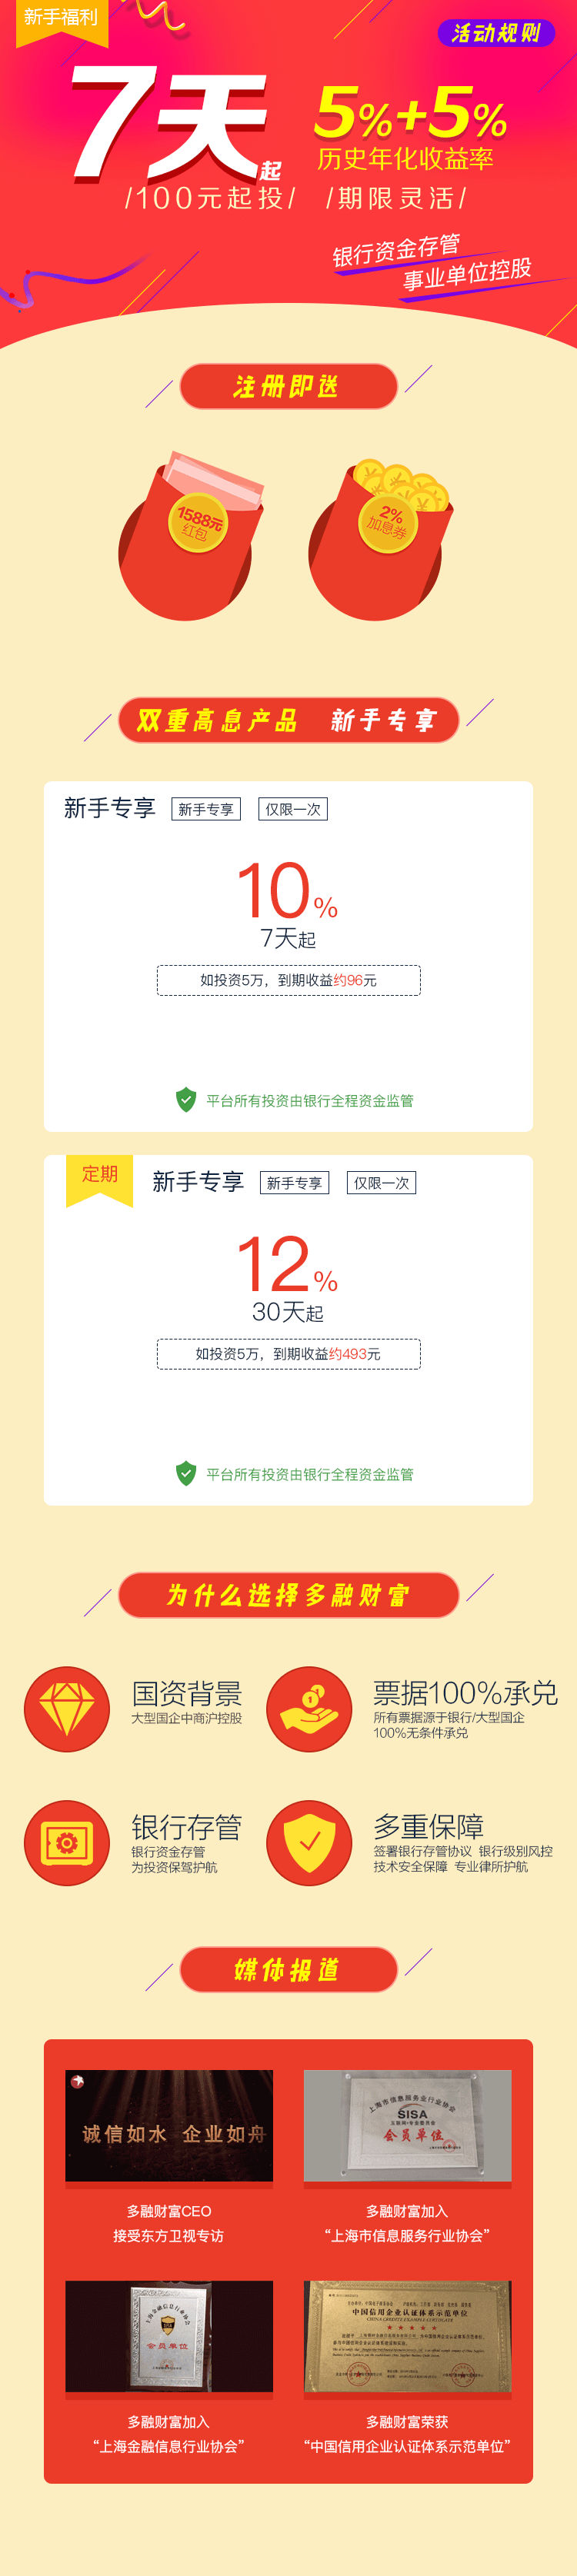 新手福利
活动规则
7天起
5%+5%
历史年化收益率
/100元起投/ /期限灵活/
银行资金存管
事业单位控股
注册即送
1588元
红包
2%
加息券
双重高息产品 新手专享
新手专享 新手专享 仅限一次
10%
7天起
如投资5万，到期收益约96元
平台所有投资由银行全程资金监管
定期 新手专享 新手专享 仅限一次
12%
30天起
如投资5万，到期收益约493元
平台所有投资由银行全程资金监管
为什么选择多融财富
国资背景
大型国企中商沪控股
票据100%承兑
所有票据源于银行/大型国企
100%无条件承兑
银行存管
银行资金存管
为投资保驾护航
多重保障
签署银行存管协议 银行级别风控
技术安全保障 专业律所护航
媒体报道
诚信如水 企业如舟
上海市信息服务行业协会
SISA
会员单位
多融财富CEO
接受东方卫视专访
多融财富加入
“上海市信息服务行业协会”
上海金融信息行业协会
会员单位
中国信用企业认证体系示范单位
多融财富加入
“上海金融信息行业协会”
多融财富荣获
“中国信用企业认证体系示范单位”